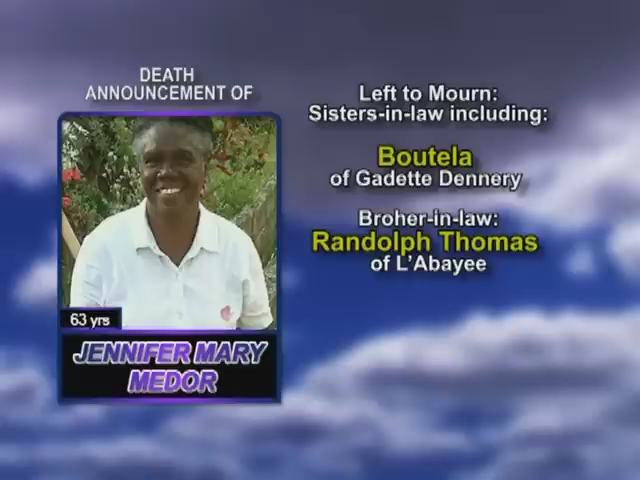 DEATH
ANNOUNCEMENT OF
63 yrs
JENNIFER MARY
MEDOR
Left to Mourn:
Sisters-in-law including:
Boutela
of Gadette Dennery
Broher-in-law:
Randolph Thomas
of L'Abayee